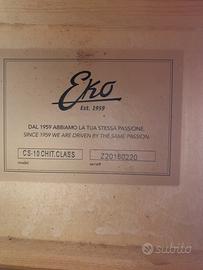 Eko
Est. 1959
DAL 1959 ABBIAMO LA TUA STESSA PASSIONE.
SINCE 1959 WE ARE DRIVEN BY THE SAME PASSION.
CS-10 CHIT.CLASS Z20160220
model serial#
subito